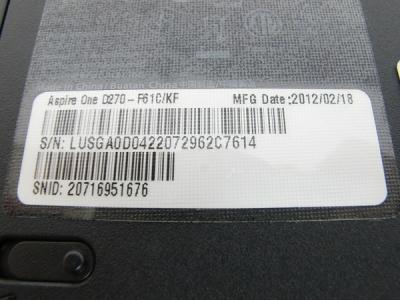 Aspire One D270-F61C/KF MFG Date:2012/02/18
S/N: LUSGA0D0422072962C7614
SNID: 20716951676